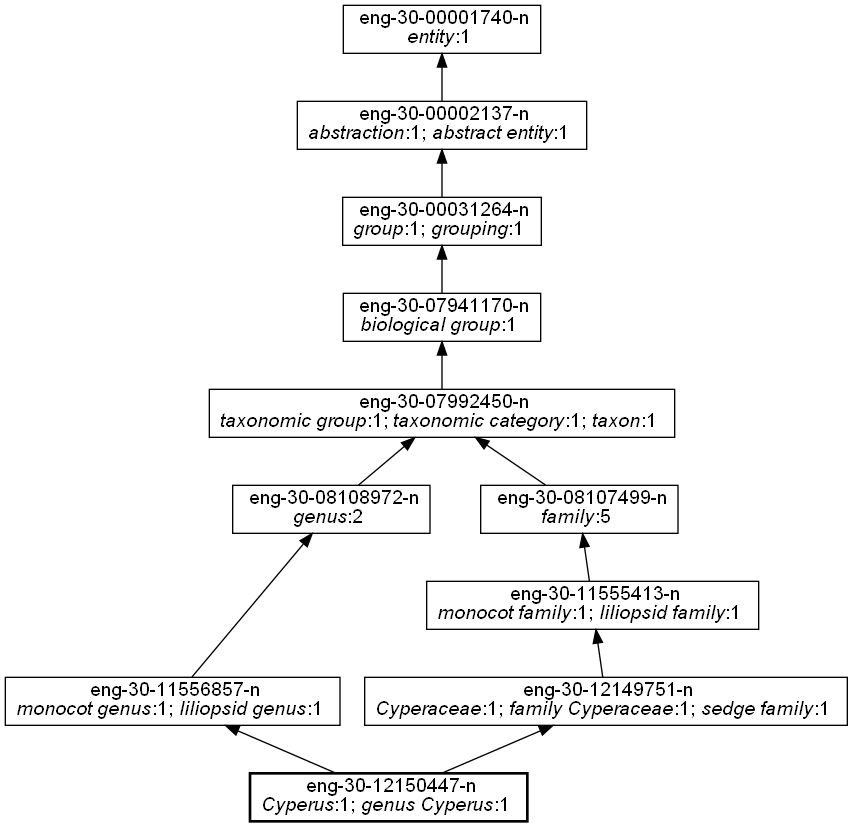 eng-30-00001740-n
entity:1
eng-30-00002137-n
abstraction:1; abstract entity:1
eng-30-00031264-n
group:1; grouping:1
eng-30-07941170-n
biological group:1
eng-30-07992450-n
taxonomic group:1; taxonomic category:1; taxon:1
eng-30-08108972-n
genus:2
eng-30-08107499-n
family:5
eng-30-11555413-n
monocot family:1; liliopsid family:1
eng-30-11556857-n
monocot genus:1; liliopsid genus:1
eng-30-12149751-n
Cyperaceae:1; family Cyperaceae:1; sedge family:1
eng-30-12150447-n
Cyperus:1; genus Cyperus:1